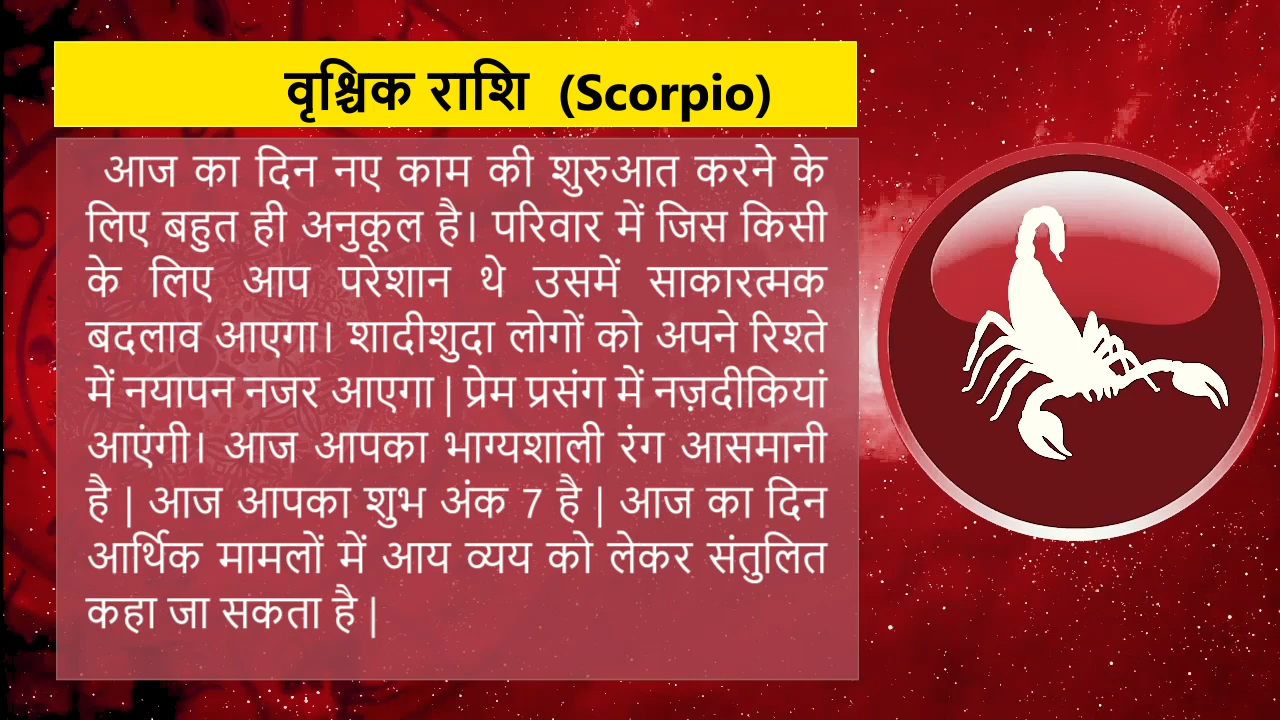 वृश्चिक राशि (Scorpio)
आज का दिन नए काम की शुरुआत करने के
लिए बहुत ही अनुकूल है। परिवार में जिस किसी
के लिए आप परेशान थे उसमें साकारत्मक
बदलाव आएगा। शादीशुदा लोगों को अपने रिश्ते
में नयापन नजर आएगा | प्रेम प्रसंग में नज़दीकियां
आएंगी। आज आपका भाग्यशाली रंग आसमानी
है | आज आपका शुभ अंक 7 है | आज का दिन
आर्थिक मामलों में आय व्यय को लेकर संतुलित
कहा जा सकता है |